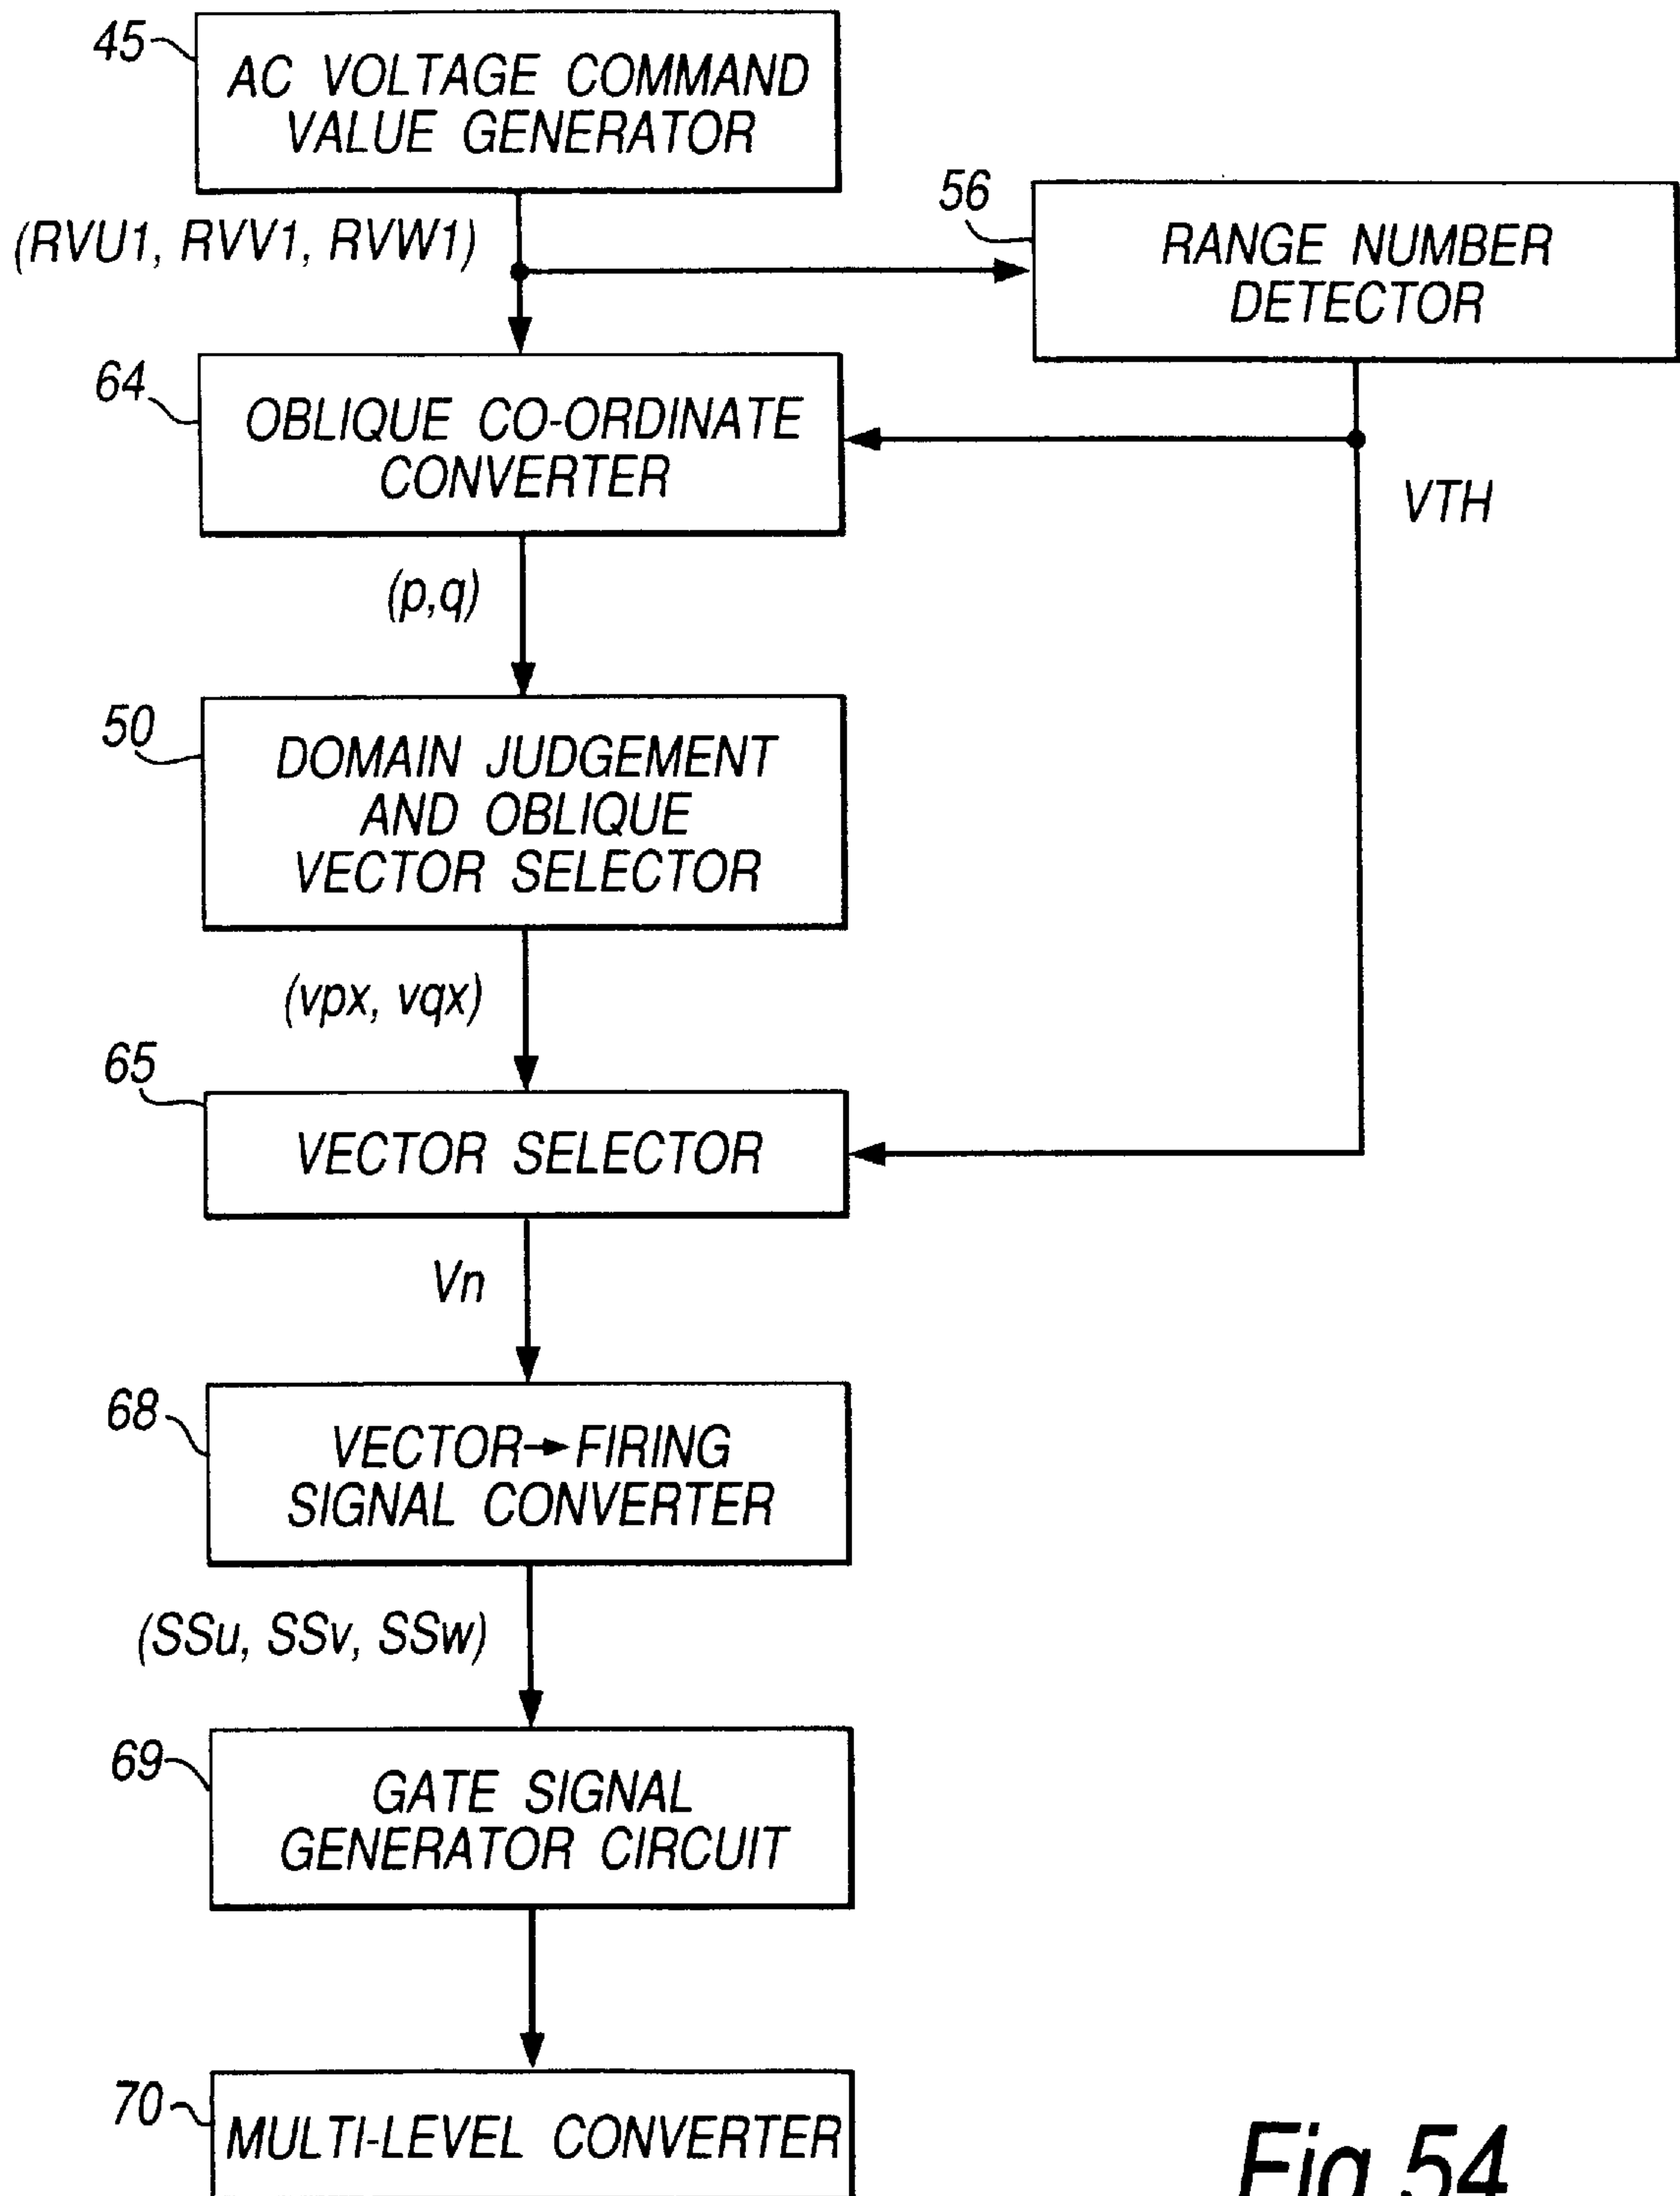 45
AC VOLTAGE COMMAND
VALUE GENERATOR
(RVU1, RVV1, RVW1)
56
RANGE NUMBER
DETECTOR
64
OBLIQUE CO-ORDINATE
CONVERTER
VTH
(p,q)
50
DOMAIN JUDGEMENT
AND OBLIQUE
VECTOR SELECTOR
(vpx, vqx)
65
VECTOR SELECTOR
Vn
68
VECTOR→FIRING
SIGNAL CONVERTER
(SSu, SSv, SSw)
69
GATE SIGNAL
GENERATOR CIRCUIT
70
MULTI-LEVEL CONVERTER
Fig.54